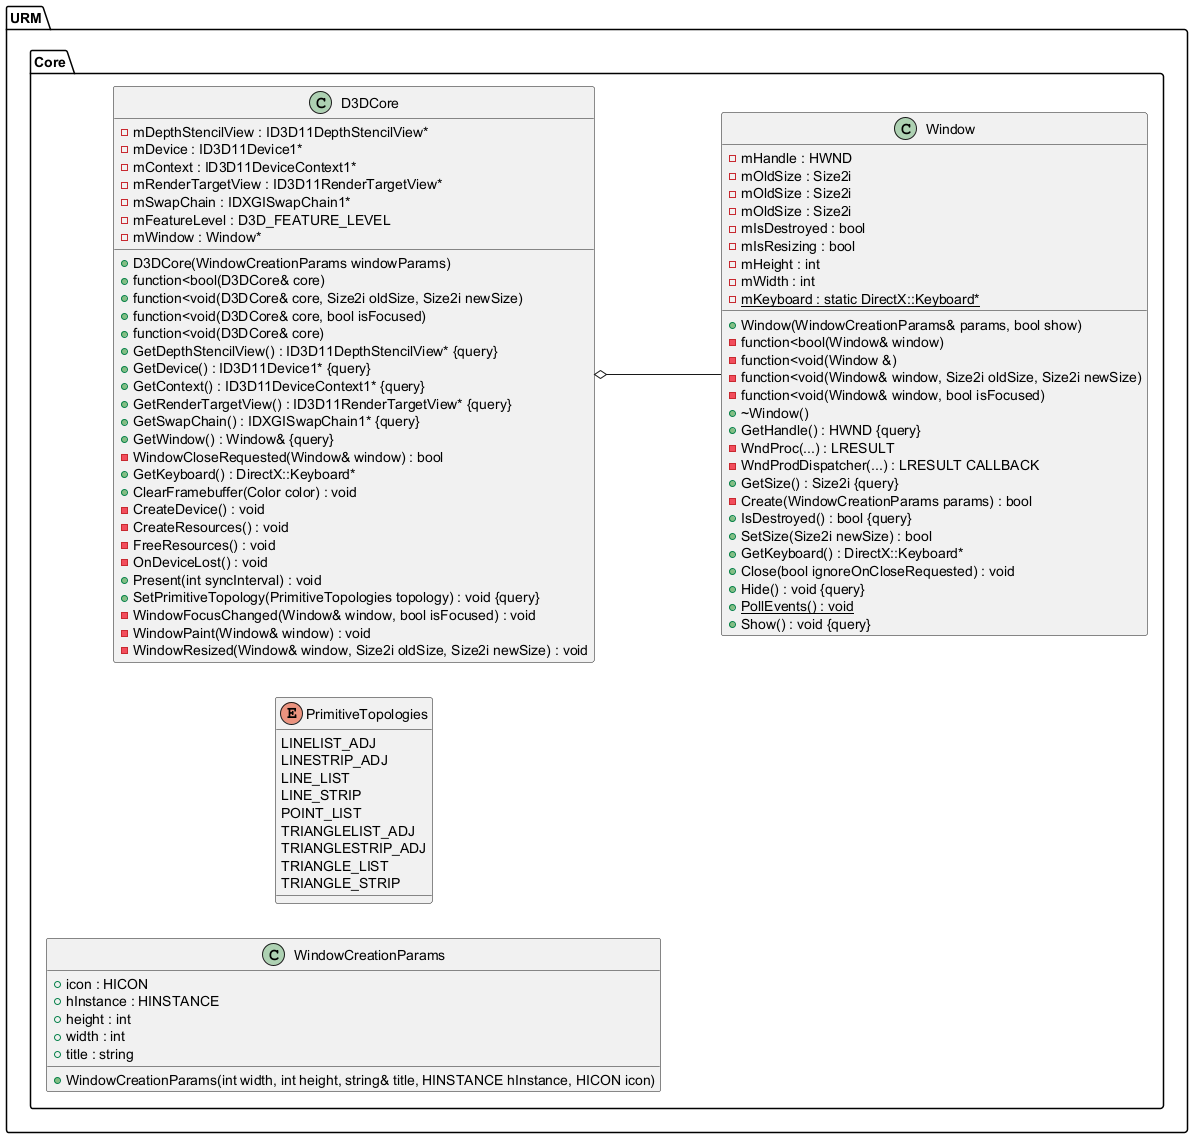 URM
Core
C D3DCore
mDepthStencilView : ID3D11DepthStencilView*
mDevice : ID3D11Device1*
mContext : ID3D11DeviceContext1*
mRenderTargetView : ID3D11RenderTargetView*
mSwapChain : IDXGISwapChain1*
mFeatureLevel : D3D_FEATURE_LEVEL
mWindow : Window*
D3DCore(WindowCreationParams windowParams)
function<bool(D3DCore& core)
function<void(D3DCore& core, Size2i oldSize, Size2i newSize)
function<void(D3DCore& core, bool isFocused)
function<void(D3DCore& core)
GetDepthStencilView() : ID3D11DepthStencilView* {query}
GetDevice() : ID3D11Device1* {query}
GetContext() : ID3D11DeviceContext1* {query}
GetRenderTargetView() : ID3D11RenderTargetView* {query}
GetSwapChain() : IDXGISwapChain1* {query}
GetWindow() : Window& {query}
WindowCloseRequested(Window& window) : bool
GetKeyboard() : DirectX::Keyboard*
ClearFramebuffer(Color color) : void
CreateDevice() : void
CreateResources() : void
FreeResources() : void
OnDeviceLost() : void
Present(int syncInterval) : void
SetPrimitiveTopology(PrimitiveTopologies topology) : void {query}
WindowFocusChanged(Window& window, bool isFocused) : void
WindowPaint(Window& window) : void
WindowResized(Window& window, Size2i oldSize, Size2i newSize) : void
C Window
mHandle : HWND
mOldSize : Size2i
mOldSize : Size2i
mOldSize : Size2i
mIsDestroyed : bool
mIsResizing : bool
mHeight : int
mWidth : int
mKeyboard : static DirectX::Keyboard*
Window(WindowCreationParams& params, bool show)
function<bool(Window& window)
function<void(Window &)
function<void(Window& window, Size2i oldSize, Size2i newSize)
function<void(Window& window, bool isFocused)
~Window()
GetHandle() : HWND {query}
WndProc(...) : LRESULT
WndProdDispatcher(...) : LRESULT CALLBACK
GetSize() : Size2i {query}
Create(WindowCreationParams params) : bool
IsDestroyed() : bool {query}
SetSize(Size2i newSize) : bool
GetKeyboard() : DirectX::Keyboard*
Close(bool ignoreOnCloseRequested) : void
Hide() : void {query}
PollEvents() : void
Show() : void {query}
E PrimitiveTopologies
LINELIST_ADJ
LINESTRIP_ADJ
LINE_LIST
LINE_STRIP
POINT_LIST
TRIANGLELIST_ADJ
TRIANGLESTRIP_ADJ
TRIANGLE_LIST
TRIANGLE_STRIP
C WindowCreationParams
icon : HICON
hInstance : HINSTANCE
height : int
width : int
title : string
WindowCreationParams(int width, int height, string& title, HINSTANCE hInstance, HICON icon)